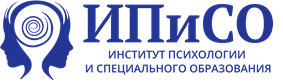 ИПиСО
ИНСТИТУТ ПСИХОЛОГИИ
И СПЕЦИАЛЬНОГО ОБРАЗОВАНИЯ